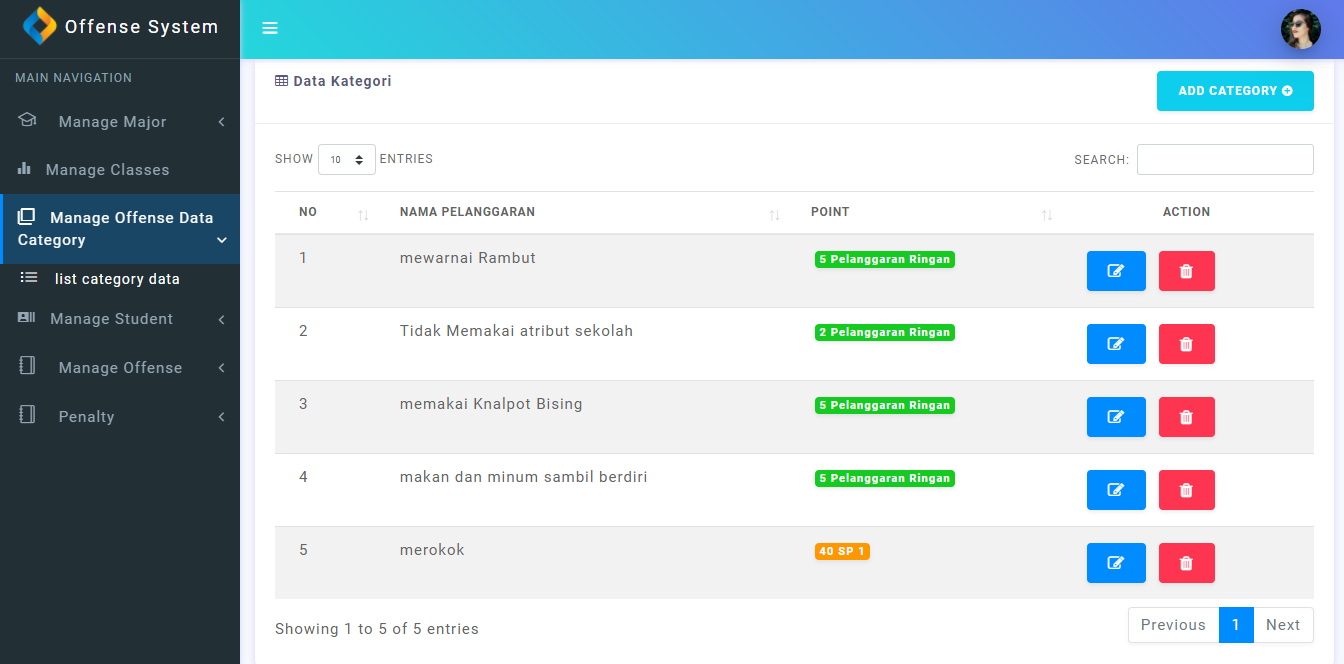 Offense System
MAIN NAVIGATION
Manage Major
Manage Classes
Manage Offense Data
Category
list category data
Manage Student
Manage Offense
Penalty
Data Kategori
ADD CATEGORY
SHOW 10 ENTRIES
SEARCH:
NO NAMA PELANGGARAN POINT ACTION
1 mewarnai Rambut 5 Pelanggaran Ringan
2 Tidak Memakai atribut sekolah 2 Pelanggaran Ringan
3 memakai Knalpot Bising 5 Pelanggaran Ringan
4 makan dan minum sambil berdiri 5 Pelanggaran Ringan
5 merokok 40 SP 1
Showing 1 to 5 of 5 entries
Previous 1 Next